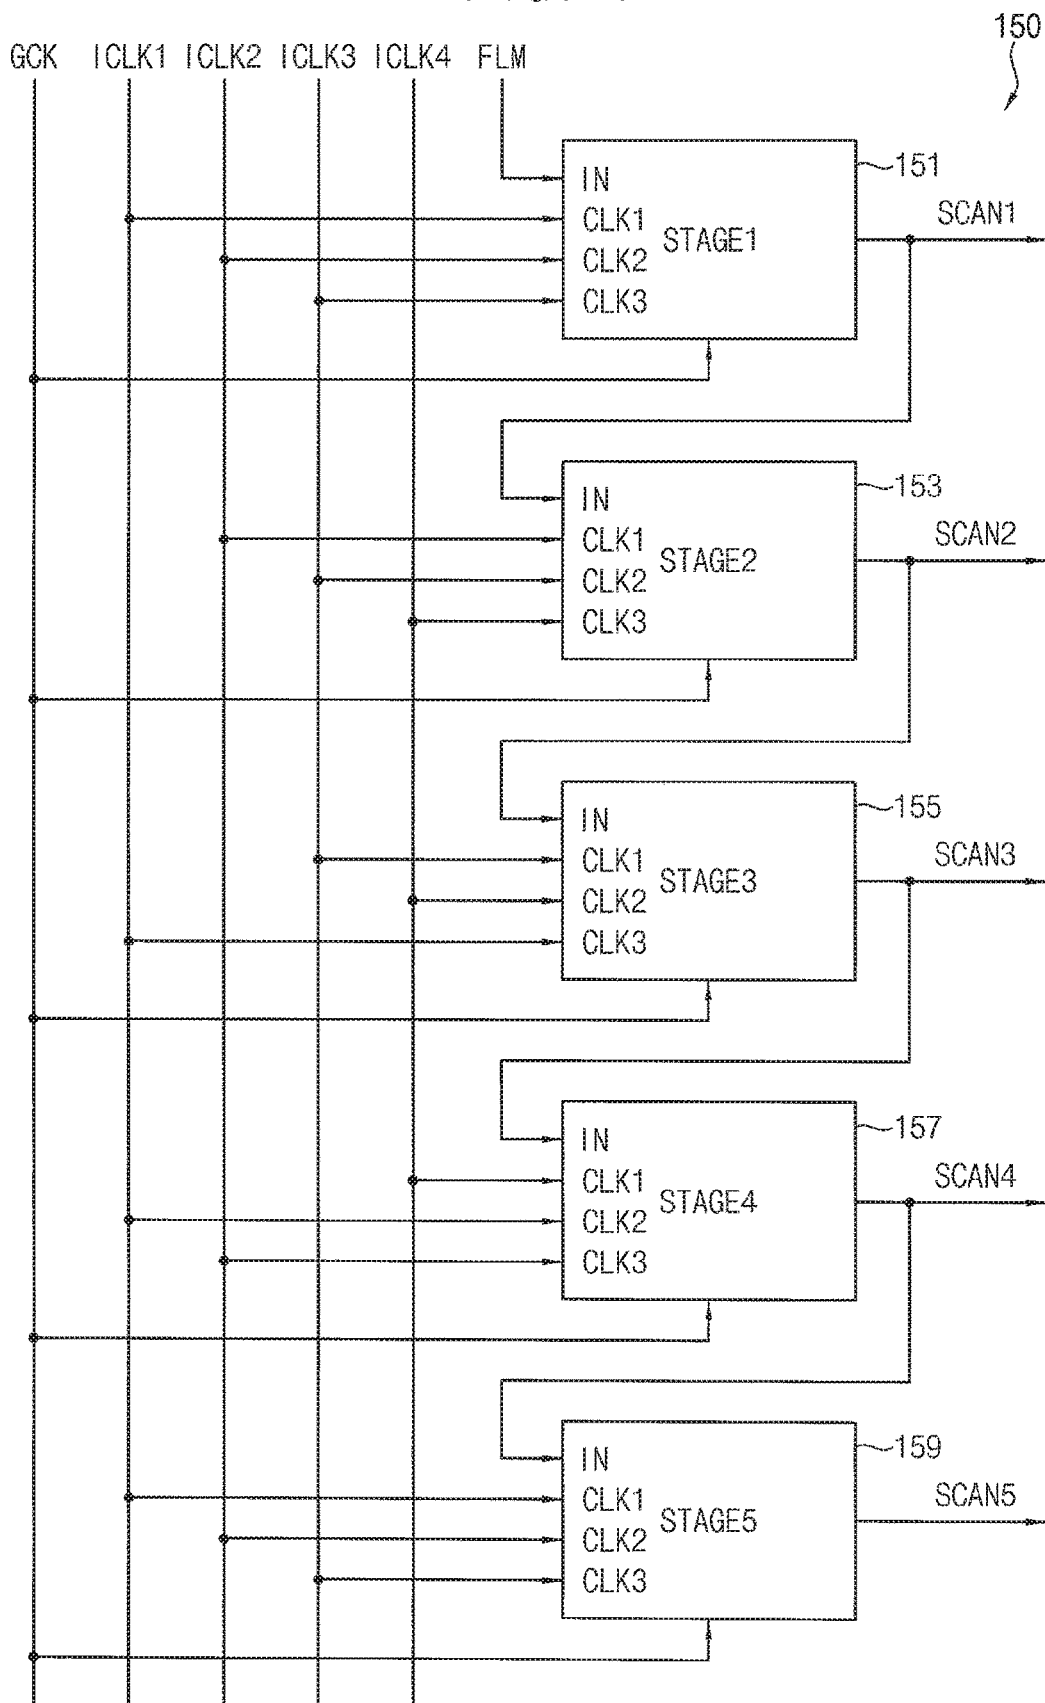 150
GCK ICLK1 ICLK2 ICLK3 ICLK4 FLM
151
IN
CLK1
CLK2
CLK3
STAGE1
SCAN1
153
IN
CLK1
CLK2
CLK3
STAGE2
SCAN2
155
IN
CLK1
CLK2
CLK3
STAGE3
SCAN3
157
IN
CLK1
CLK2
CLK3
STAGE4
SCAN4
159
IN
CLK1
CLK2
CLK3
STAGE5
SCAN5